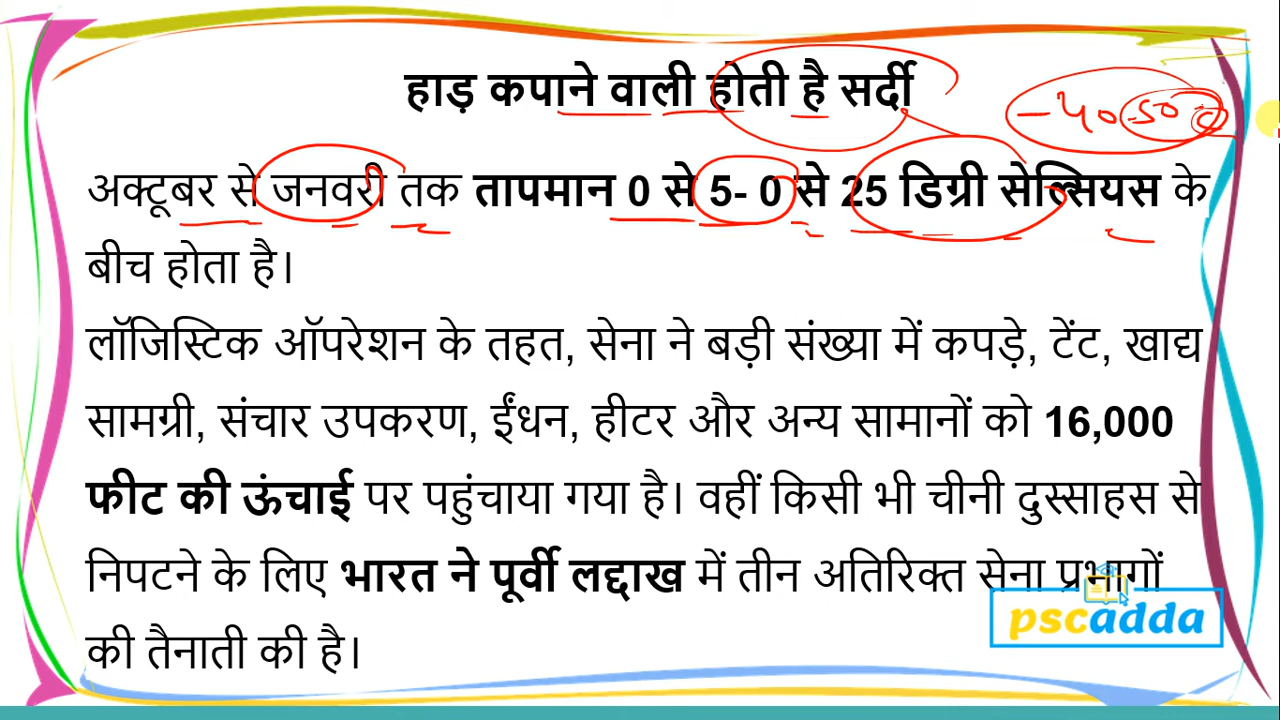 हाड़ कपाने वाली होती है सर्दी
-40-50 c
अक्टूबर से जनवरी तक तापमान 0 से 5- 0 से 25 डिग्री सेल्सियस के
बीच होता है।
लॉजिस्टिक ऑपरेशन के तहत, सेना ने बड़ी संख्या में कपड़े, टेंट, खाद्य
सामग्री, संचार उपकरण, ईंधन, हीटर और अन्य सामानों को 16,000
फीट की ऊंचाई पर पहुंचाया गया है। वहीं किसी भी चीनी दुस्साहस से
निपटने के लिए भारत ने पूर्वी लद्दाख में तीन अतिरिक्त सेना प्रभागों
की तैनाती की है।
pscadda